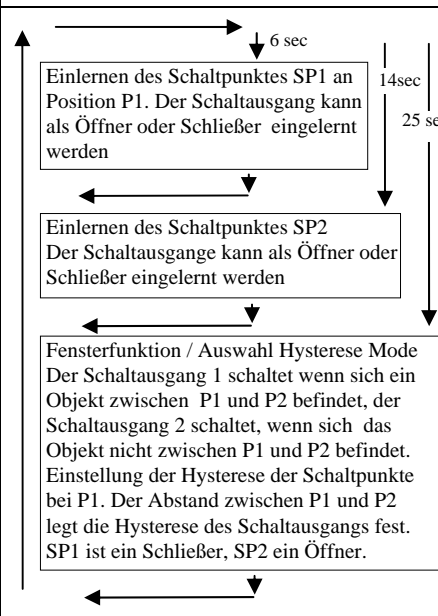 6 sec
14sec
25 se
Einlernen des Schaltpunktes SP1 an
Position P1. Der Schaltausgang kann
als Öffner oder Schließer eingelernt
werden
Einlernen des Schaltpunktes SP2
Der Schaltausgange kann als Öffner oder
Schließer eingelernt werden
Fensterfunktion / Auswahl Hysterese Mode
Der Schaltausgang 1 schaltet wenn sich ein
Objekt zwischen P1 und P2 befindet, der
Schaltausgang 2 schaltet, wenn sich das
Objekt nicht zwischen P1 und P2 befindet.
Einstellung der Hysterese der Schaltpunkte
bei P1. Der Abstand zwischen P1 und P2
legt die Hysterese des Schaltausgangs fest.
SP1 ist ein Schließer, SP2 ein Öffner.